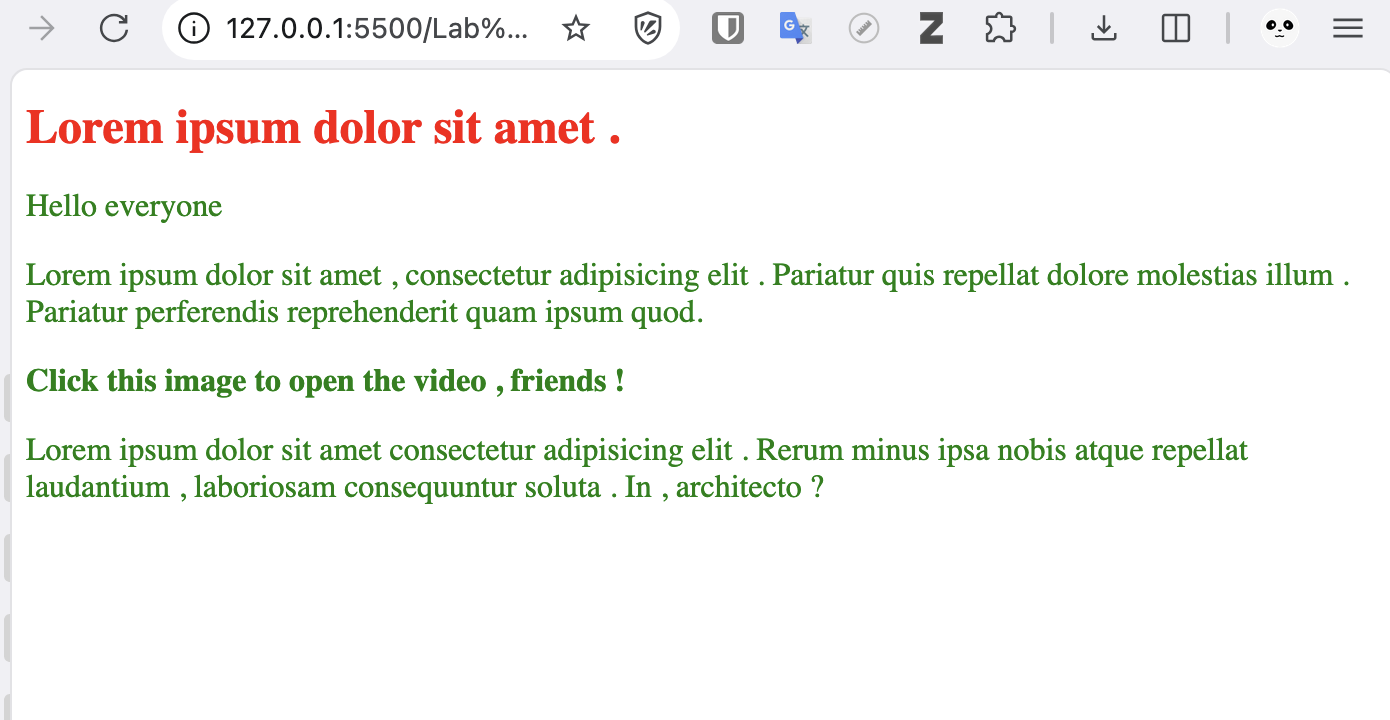 127.0.0.1:5500/Lab%...
Lorem ipsum dolor sit amet .
Hello everyone
Lorem ipsum dolor sit amet , consectetur adipisicing elit . Pariatur quis repellat dolore molestias illum .
Pariatur perferendis reprehenderit quam ipsum quod.
Click this image to open the video , friends !
Lorem ipsum dolor sit amet consectetur adipisicing elit . Rerum minus ipsa nobis atque repellat
laudantium , laboriosam consequuntur soluta . In , architecto ?